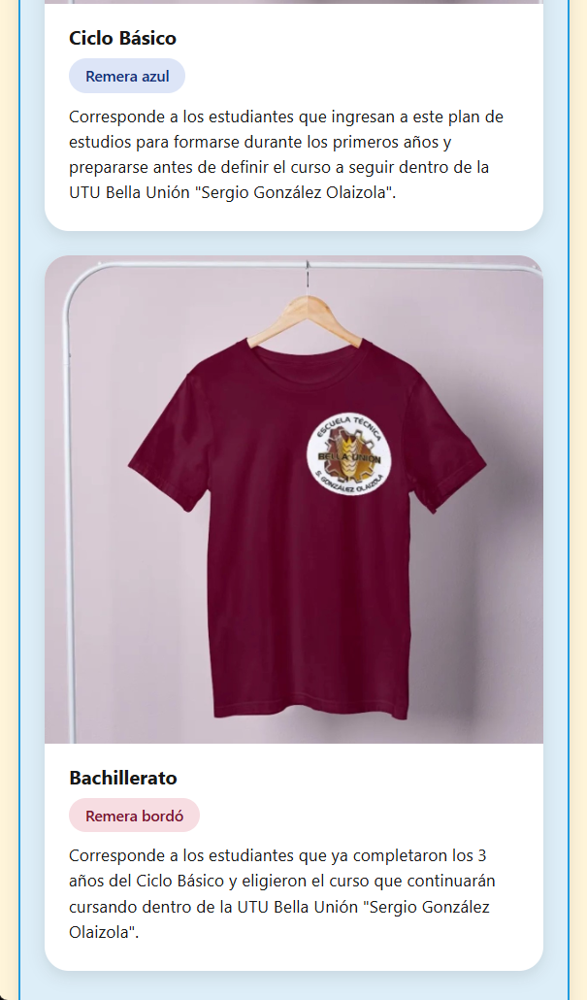 Ciclo Básico
Remera azul
Corresponde a los estudiantes que ingresan a este plan de
estudios para formarse durante los primeros años y
prepararse antes de definir el curso a seguir dentro de la
UTU Bella Unión "Sergio González Olaizola".
ESCUELA TÉCNICA
BELLA UNION
S. GONZÁLEZ OLAIZOLA
Bachillerato
Remera bordó
Corresponde a los estudiantes que ya completaron los 3
años del Ciclo Básico y eligieron el curso que continuarán
cursando dentro de la UTU Bella Unión "Sergio González
Olaizola".